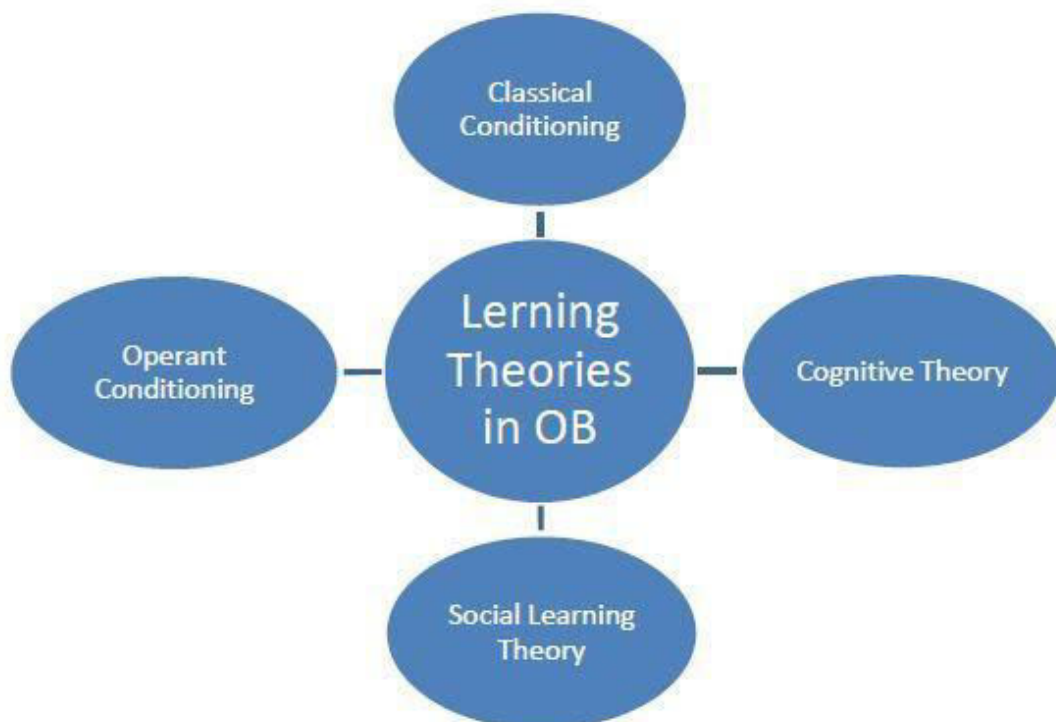 Classical
Conditioning
Lerning
Theories
in OB
Operant
Conditioning
Cognitive Theory
Social Learning
Theory